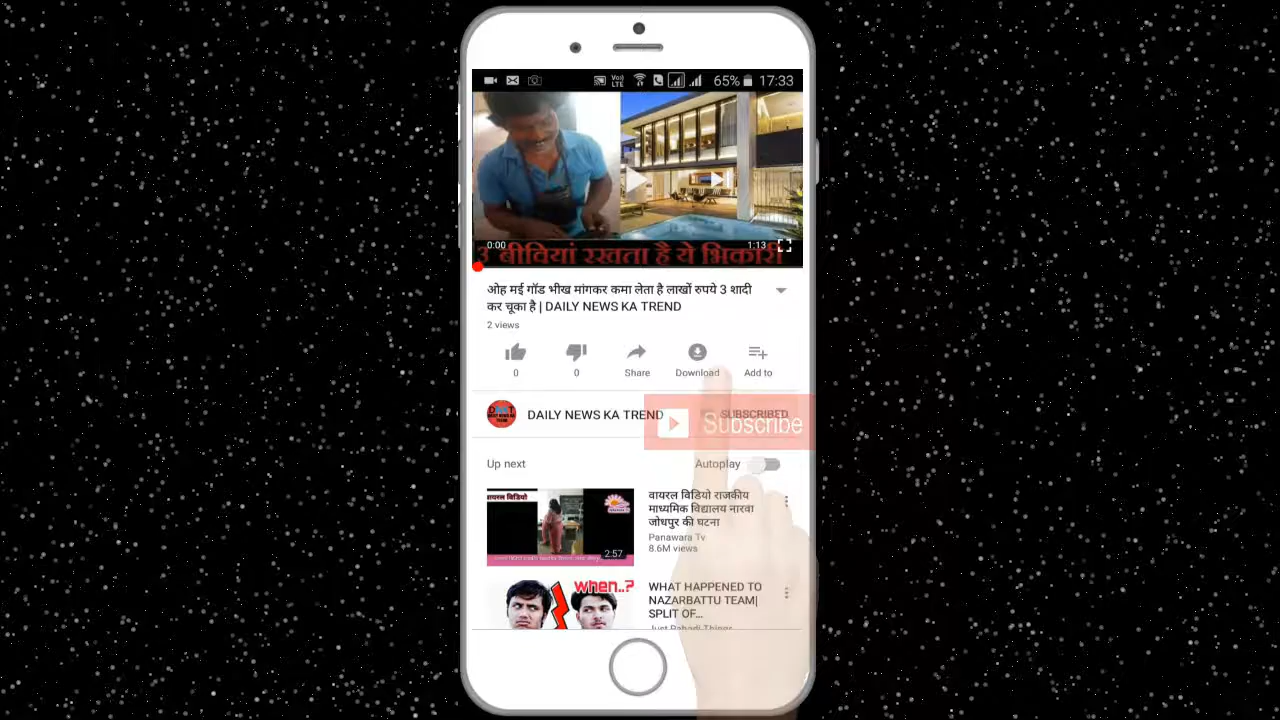 Vo))
LTE
65%
17:33
0:00
1:13
3 बीवियां रखता है ये भिकारी
ओह मई गॉड भीख मांगकर कमा लेता है लाखों रुपये 3 शादी
कर चूका है | DAILY NEWS KA TREND
2 views
0
0
Share
Download
Add to
DAILY NEWS KA TREND
SUBSCRIBED
Subscribe
Up next
Autoplay
वायरल विडियो
2:57
वायरल विडियो राजकीय
माध्यमिक विद्यालय नारवा
जोधपुर की घटना
Panawara Tv
8.6M views
when..?
WHAT HAPPENED TO
NAZARBATTU TEAM|
SPLIT OF...